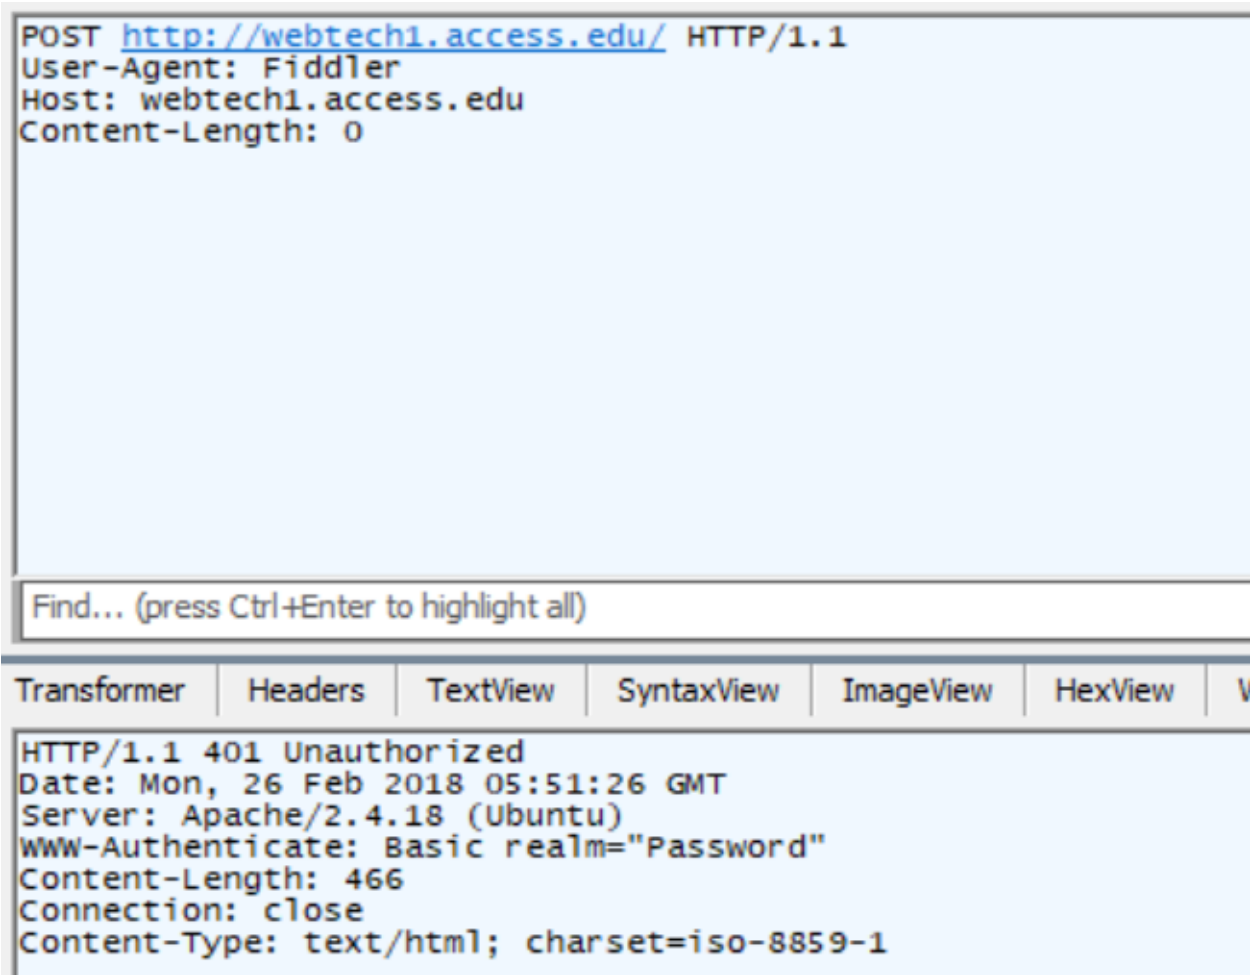 POST http://webtech1.access.edu/ HTTP/1.1
User-Agent: Fiddler
Host: webtech1.access.edu
Content-Length: 0
Find... (press Ctrl+Enter to highlight all)
Transformer Headers TextView SyntaxView ImageView HexView
HTTP/1.1 401 Unauthorized
Date: Mon, 26 Feb 2018 05:51:26 GMT
Server: Apache/2.4.18 (Ubuntu)
WWW-Authenticate: Basic realm="Password"
Content-Length: 466
Connection: close
Content-Type: text/html; charset=iso-8859-1